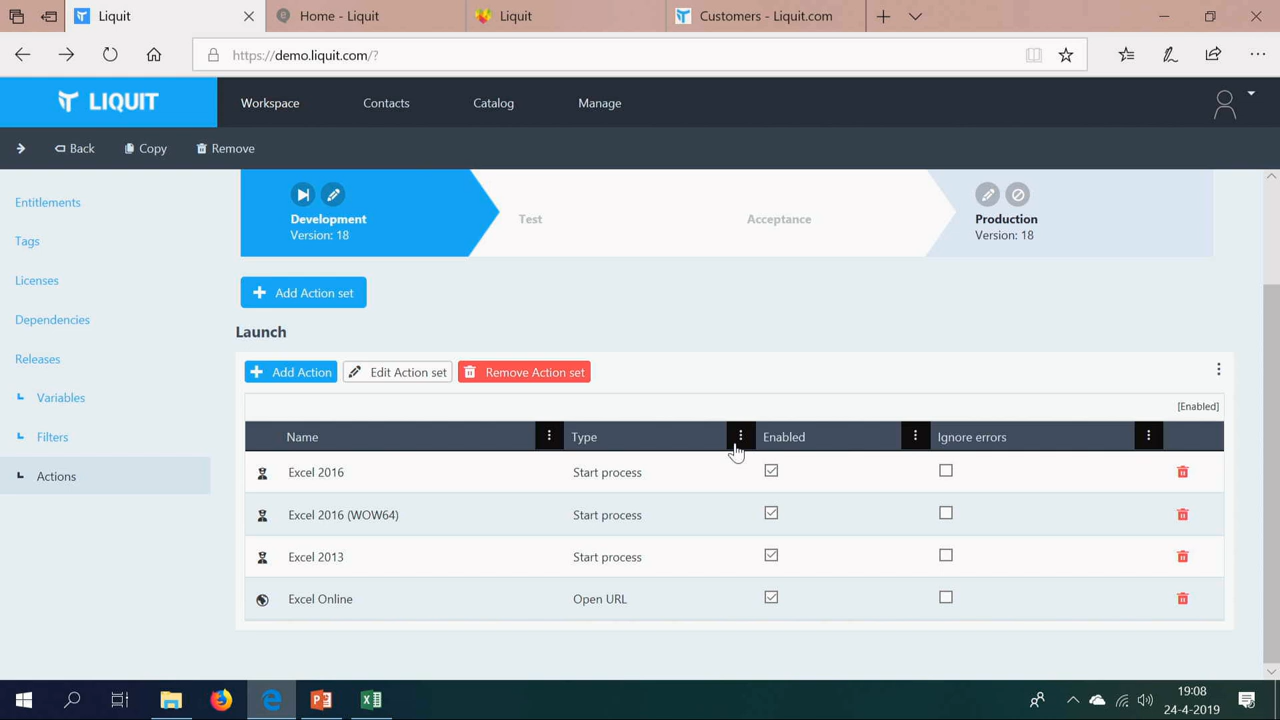 Liquit
Home - Liquit
Liquit
Customers - Liquit.com
https://demo.liquit.com/?
LIQUIT
Workspace
Contacts
Catalog
Manage
Back
Copy
Remove
Entitlements
Tags
Licenses
Dependencies
Releases
Variables
Filters
Actions
Development
Version: 18
Test
Acceptance
Production
Version: 18
Add Action set
Launch
Add Action
Edit Action set
Remove Action set
[Enabled]
Name
Type
Enabled
Ignore errors
Excel 2016
Start process
Excel 2016 (WOW64)
Start process
Excel 2013
Start process
Excel Online
Open URL
19:08
24-4-2019